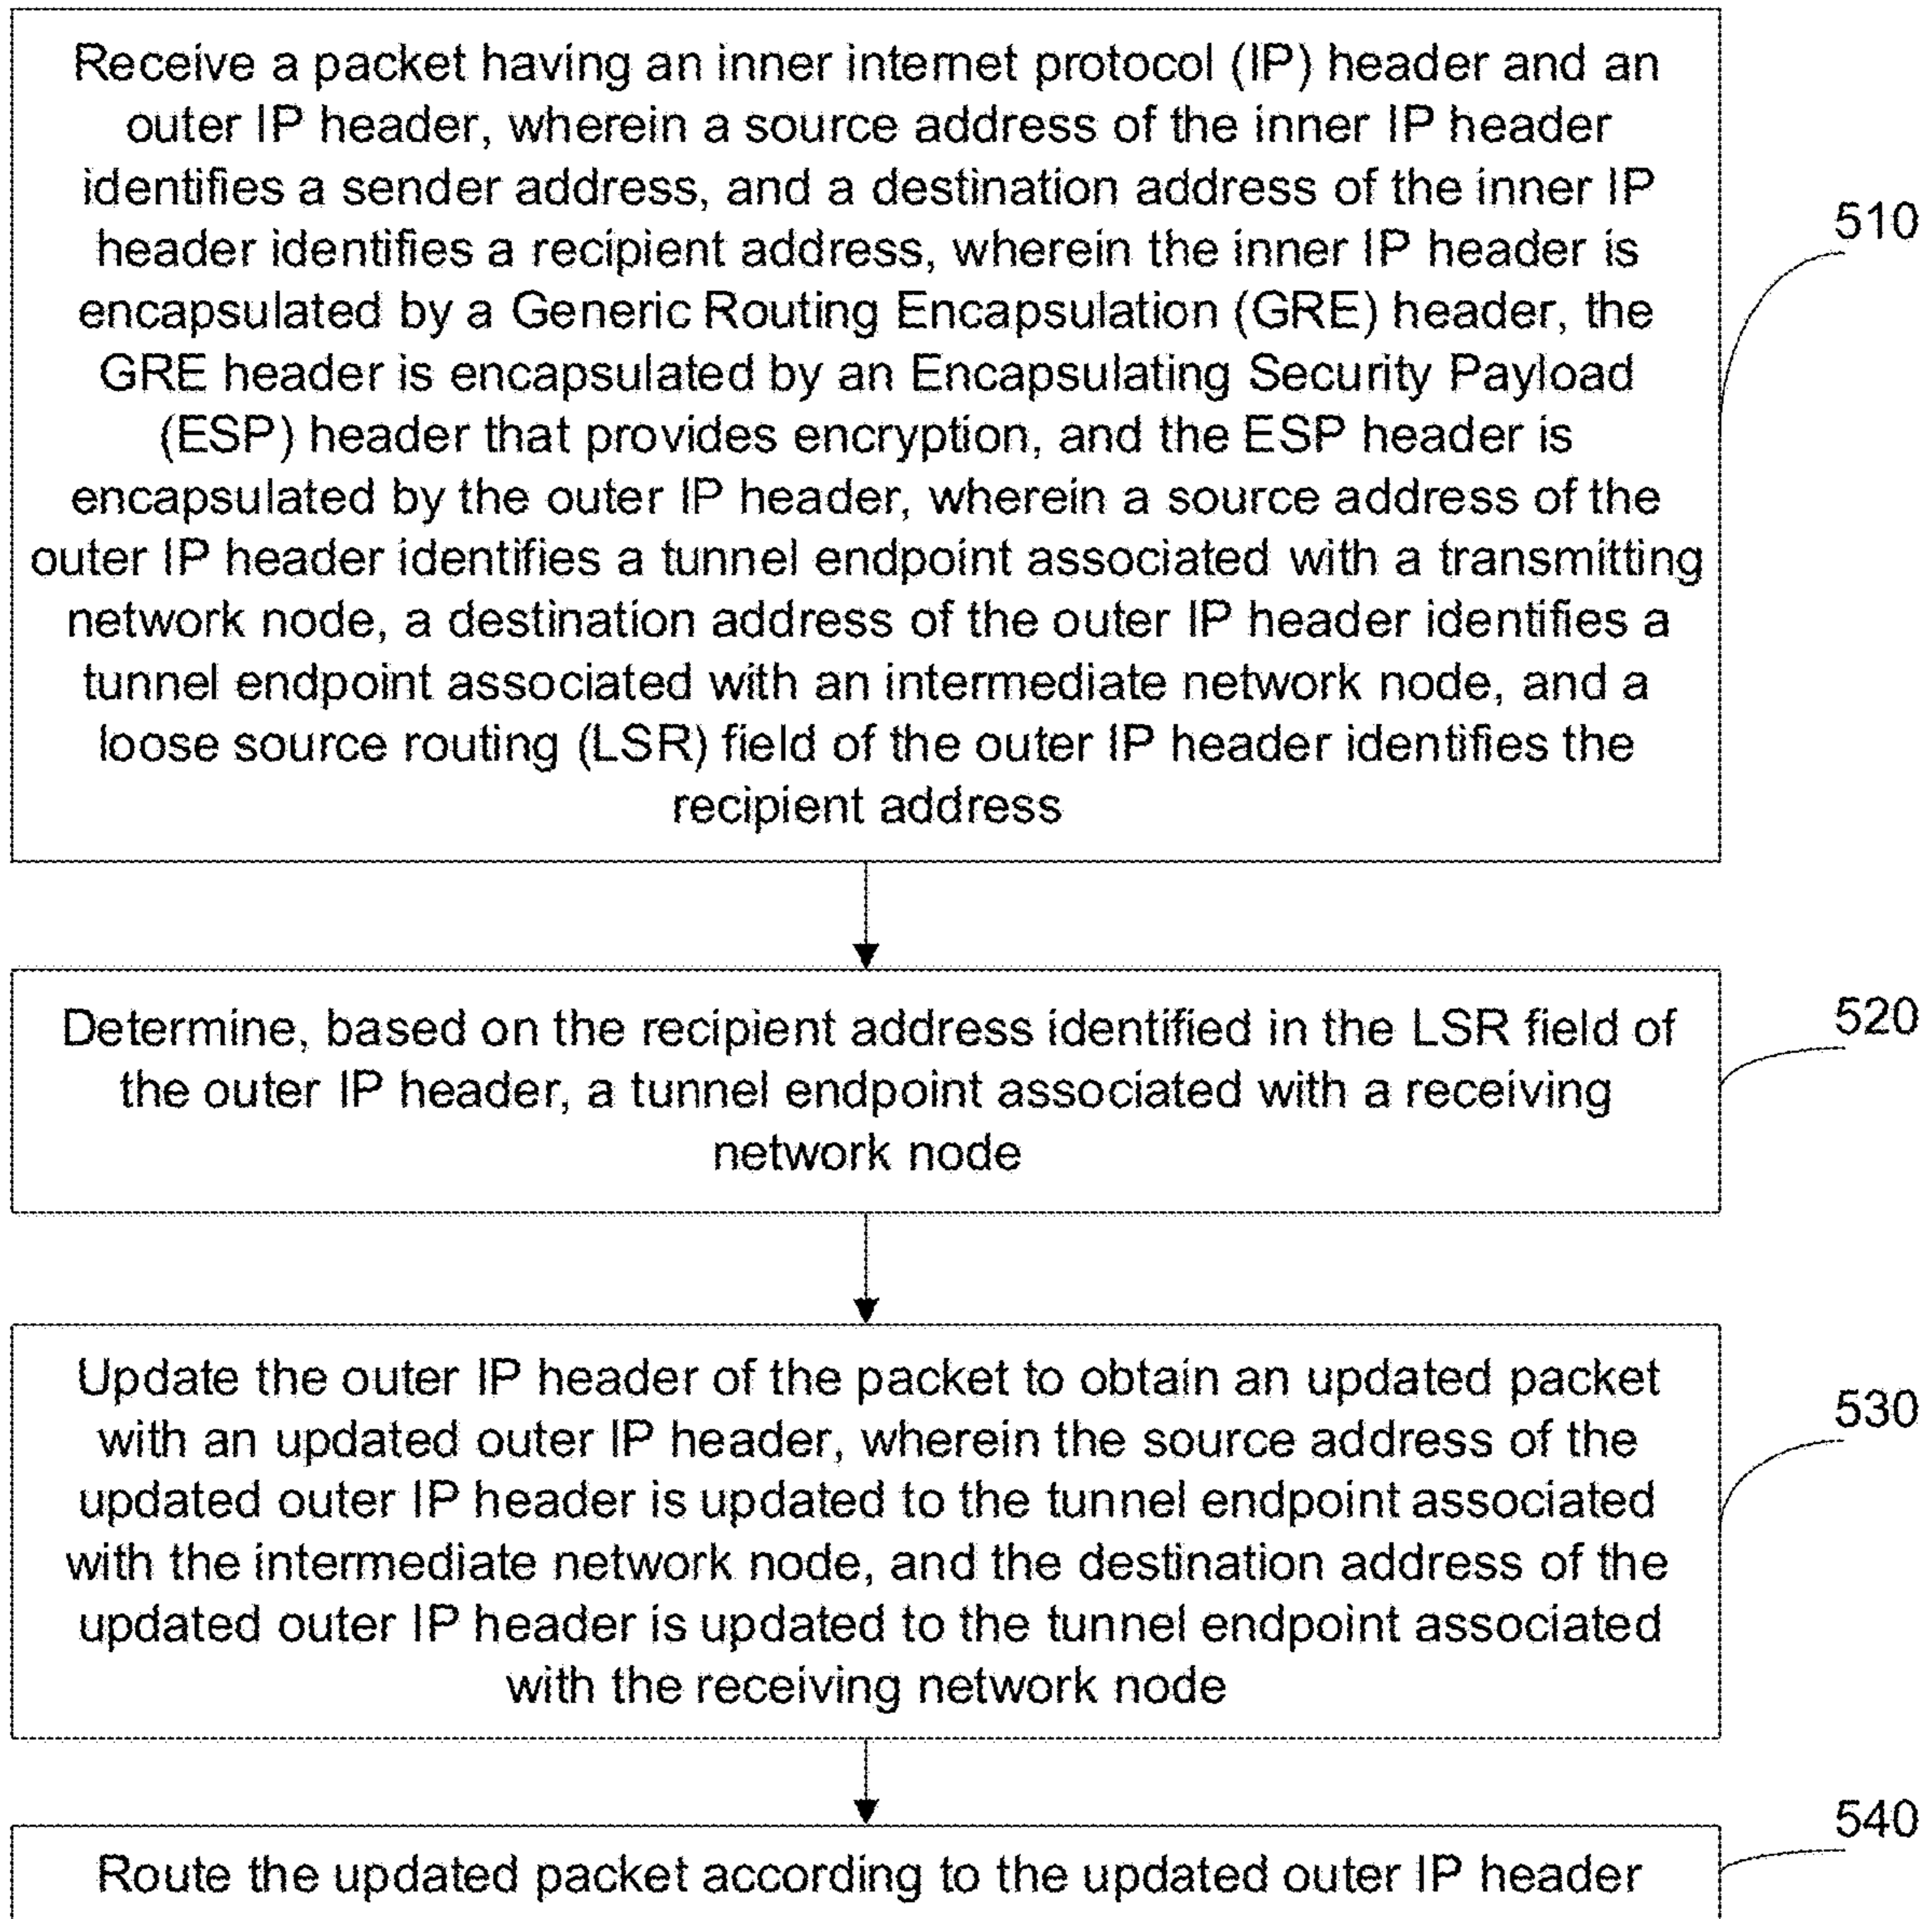 Receive a packet having an inner internet protocol (IP) header and an
outer IP header, wherein a source address of the inner IP header
identifies a sender address, and a destination address of the inner IP
header identifies a recipient address, wherein the inner IP header is
encapsulated by a Generic Routing Encapsulation (GRE) header, the
GRE header is encapsulated by an Encapsulating Security Payload
(ESP) header that provides encryption, and the ESP header is
encapsulated by the outer IP header, wherein a source address of the
outer IP header identifies a tunnel endpoint associated with a transmitting
network node, a destination address of the outer IP header identifies a
tunnel endpoint associated with an intermediate network node, and a
loose source routing (LSR) field of the outer IP header identifies the
recipient address
510
Determine, based on the recipient address identified in the LSR field of
the outer IP header, a tunnel endpoint associated with a receiving
network node
520
Update the outer IP header of the packet to obtain an updated packet
with an updated outer IP header, wherein the source address of the
updated outer IP header is updated to the tunnel endpoint associated
with the intermediate network node, and the destination address of the
updated outer IP header is updated to the tunnel endpoint associated
with the receiving network node
530
Route the updated packet according to the updated outer IP header
540